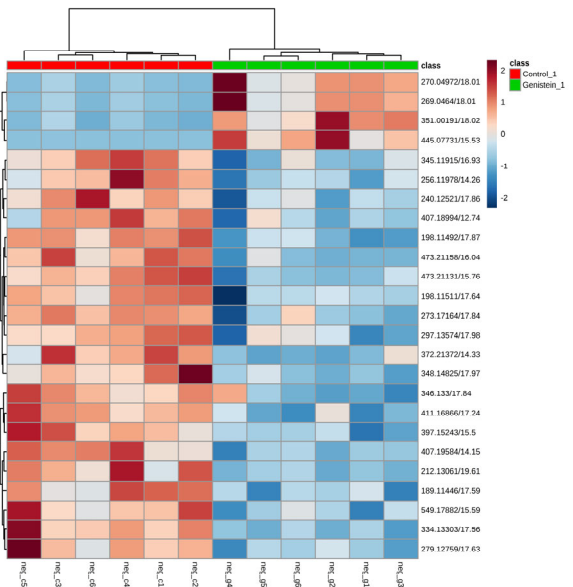 class
270.04972/18.01
269.0464/18.01
351.00191/18.02
445.07731/15.53
345.11915/16.93
256.11978/14.26
240.12521/17.86
407.18994/12.74
198.11492/17.87
473.21158/16.04
473.21131/15.76
198.11511/17.64
273.17164/17.84
297.13574/17.98
372.21372/14.33
348.14825/17.97
346.133/17.84
411.16866/17.24
397.15243/15.5
407.19584/14.15
212.13061/19.61
189.11446/17.59
549.17882/15.59
334.13303/17.56
279.12759/17.63
class
Control_1
Genistein_1
2
1
0
-1
-2
neg_c5
neg_c3
neg_c6
neg_c4
neg_c1
neg_c2
neg_g4
neg_g5
neg_g6
neg_g2
neg_g1
neg_g3